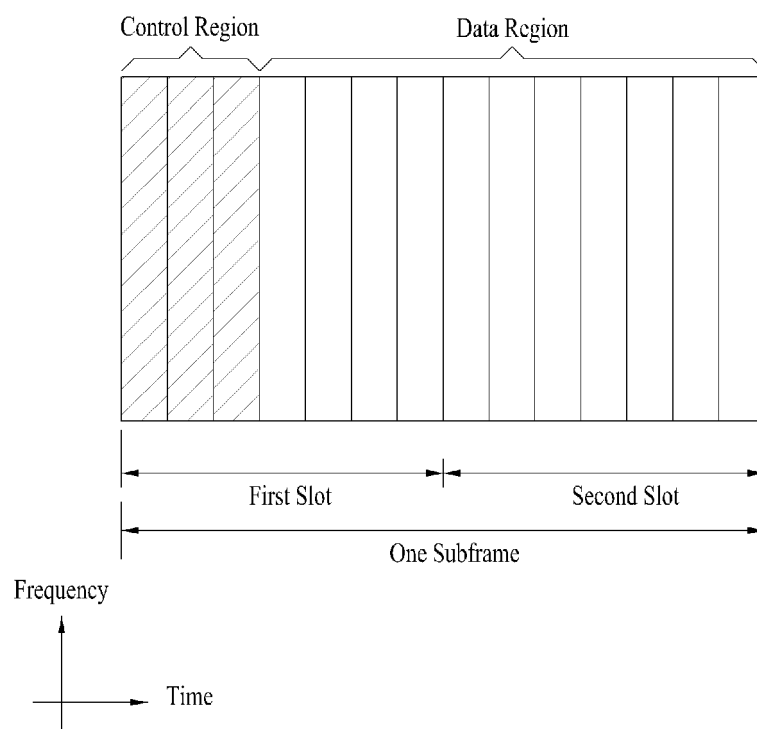 Control Region
Data Region
First Slot
Second Slot
One Subframe
Frequency
Time